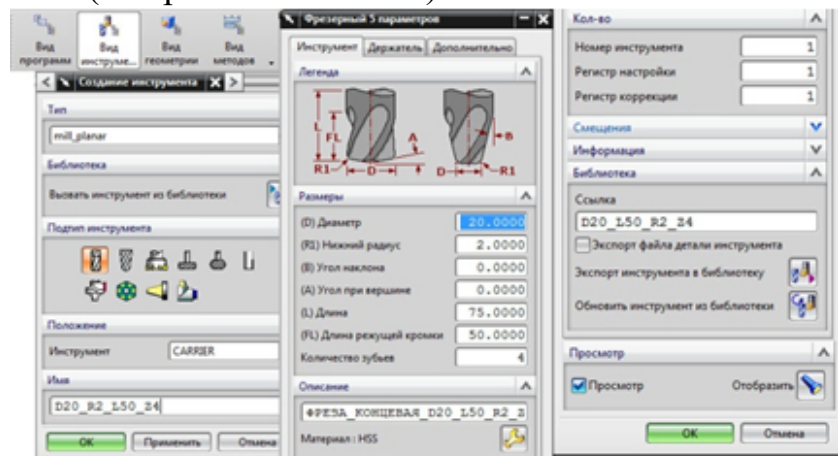 Вид программ
Вид инструме...
Вид геометрии
Вид методов
Создание инструмента
Тип
mill_planar
Библиотека
Вызвать инструмент из библиотеки
Подтип инструмента
Положение
Инструмент CARRIER
Имя
D20_R2_L50_Z4
ОК Применить Отмена
Фрезерный 5 параметров
Инструмент Держатель Дополнительно
Легенда
L FL A B
R1 D D R1
Размеры
(D) Диаметр 20.0000
(R1) Нижний радиус 2.0000
(B) Угол наклона 0.0000
(A) Угол при вершине 0.0000
(L) Длина 75.0000
(FL) Длина режущей кромки 50.0000
Количество зубьев 4
Описание
ФРЕЗА_КОНЦЕВАЯ_D20_L50_R2_Z
Материал : HSS
Кол-во
Номер инструмента 1
Регистр настройки 1
Регистр коррекции 1
Смещения
Информация
Библиотека
Ссылка
D20_L50_R2_Z4
Экспорт файла детали инструмента
Экспорт инструмента в библиотеку
Обновить инструмент из библиотеки
Просмотр
Просмотр Отобразить
ОК Отмена